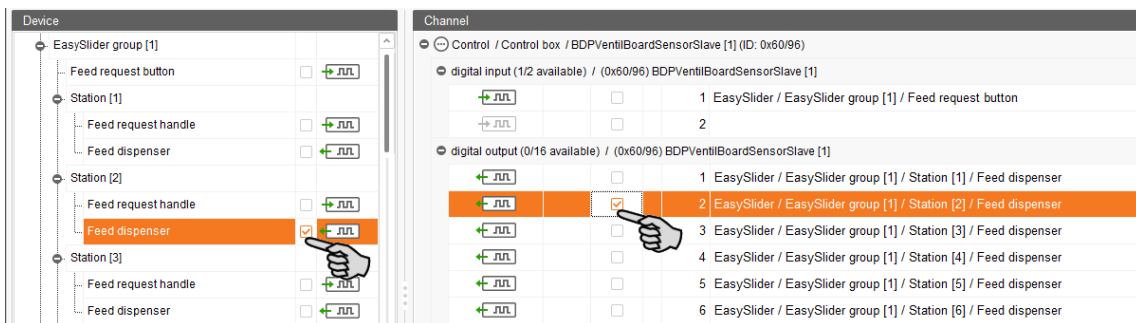 Device
EasySlider group [1]
Feed request button
Station [1]
Feed request handle
Feed dispenser
Station [2]
Feed request handle
Feed dispenser
Station [3]
Feed request handle
Feed dispenser
Channel
Control / Control box / BDPVentilBoardSensorSlave [1] (ID: 0x60/96)
digital input (1/2 available) / (0x60/96) BDPVentilBoardSensorSlave [1]
1 EasySlider / EasySlider group [1] / Feed request button
2
digital output (0/16 available) / (0x60/96) BDPVentilBoardSensorSlave [1]
1 EasySlider / EasySlider group [1] / Station [1] / Feed dispenser
2 EasySlider / EasySlider group [1] / Station [2] / Feed dispenser
3 EasySlider / EasySlider group [1] / Station [3] / Feed dispenser
4 EasySlider / EasySlider group [1] / Station [4] / Feed dispenser
5 EasySlider / EasySlider group [1] / Station [5] / Feed dispenser
6 EasySlider / EasySlider group [1] / Station [6] / Feed dispenser